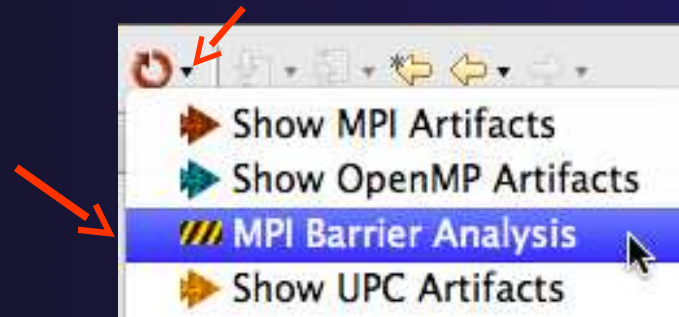 Show MPI Artifacts
Show OpenMP Artifacts
MPI Barrier Analysis
Show UPC Artifacts